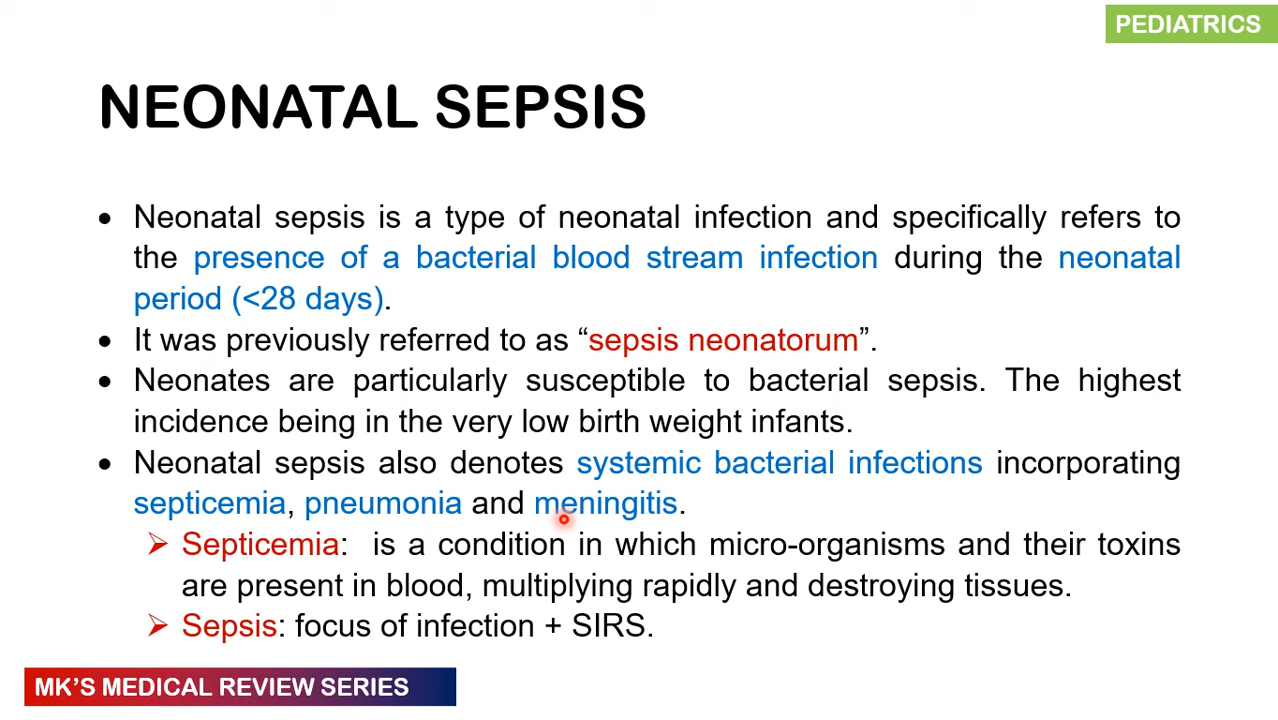 PEDIATRICS
NEONATAL SEPSIS
• Neonatal sepsis is a type of neonatal infection and specifically refers to
the presence of a bacterial blood stream infection during the neonatal
period (<28 days).
• It was previously referred to as “sepsis neonatorum”.
• Neonates are particularly susceptible to bacterial sepsis. The highest
incidence being in the very low birth weight infants.
• Neonatal sepsis also denotes systemic bacterial infections incorporating
septicemia, pneumonia and meningitis.
➢ Septicemia: is a condition in which micro-organisms and their toxins
are present in blood, multiplying rapidly and destroying tissues.
➢ Sepsis: focus of infection + SIRS.
MK’S MEDICAL REVIEW SERIES